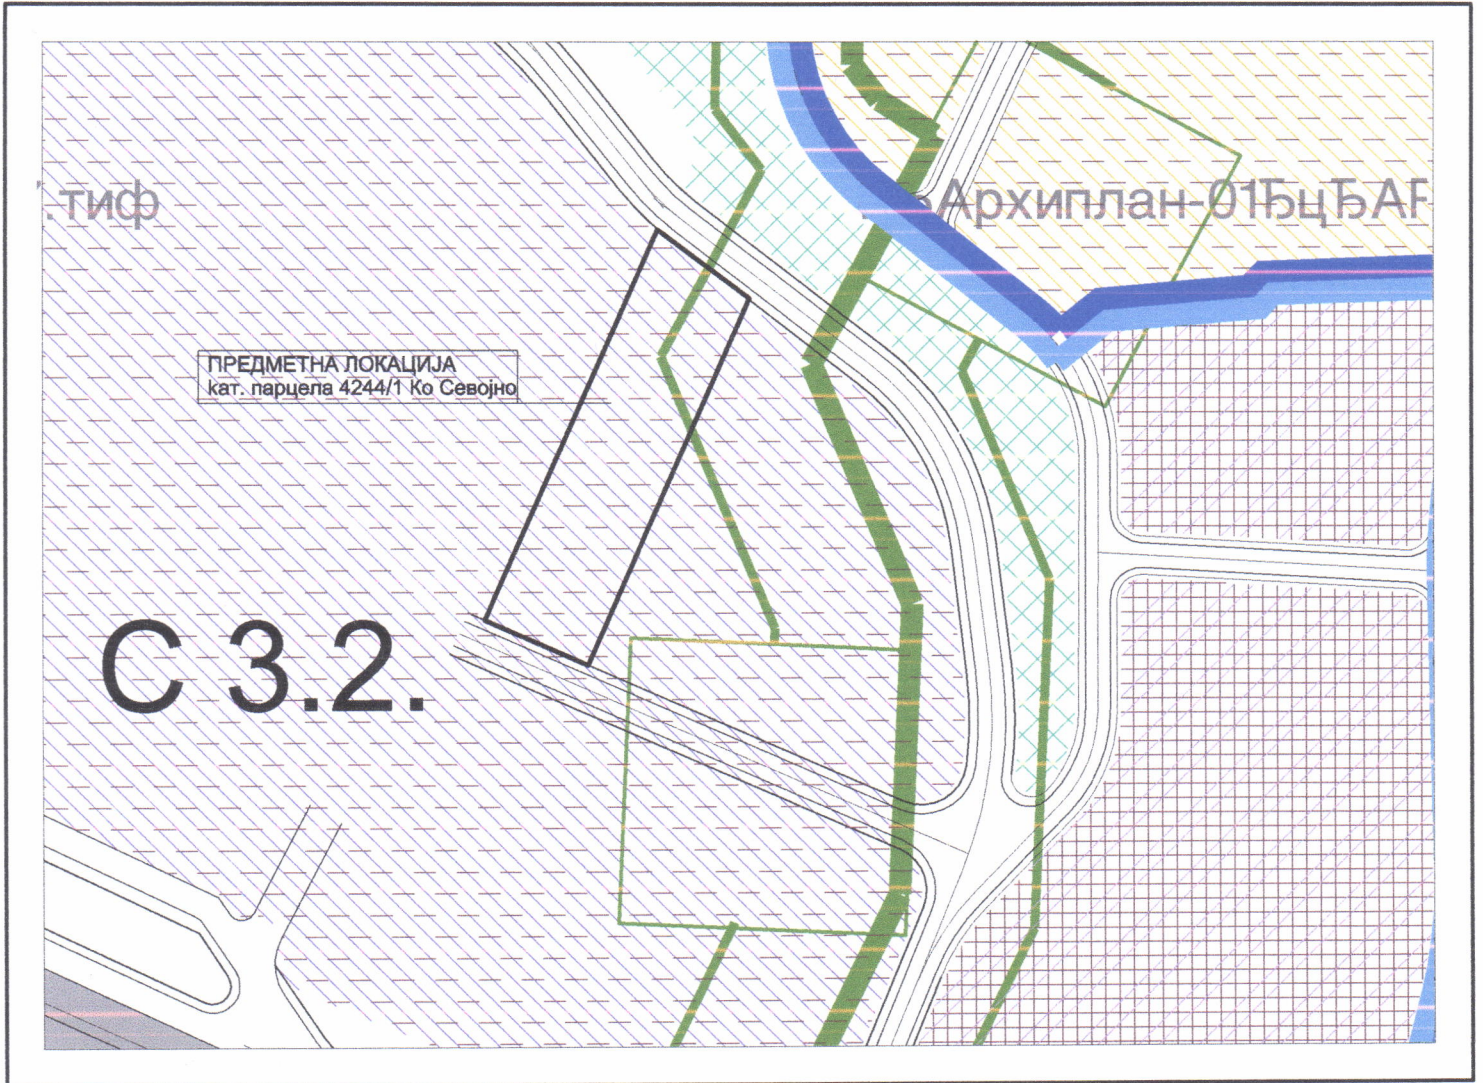 .тиф
Архиплан-01ЂцЂАР
ПРЕДМЕТНА ЛОКАЦИЈА
кат. парцела 4244/1 Ко Севојно
С 3.2.